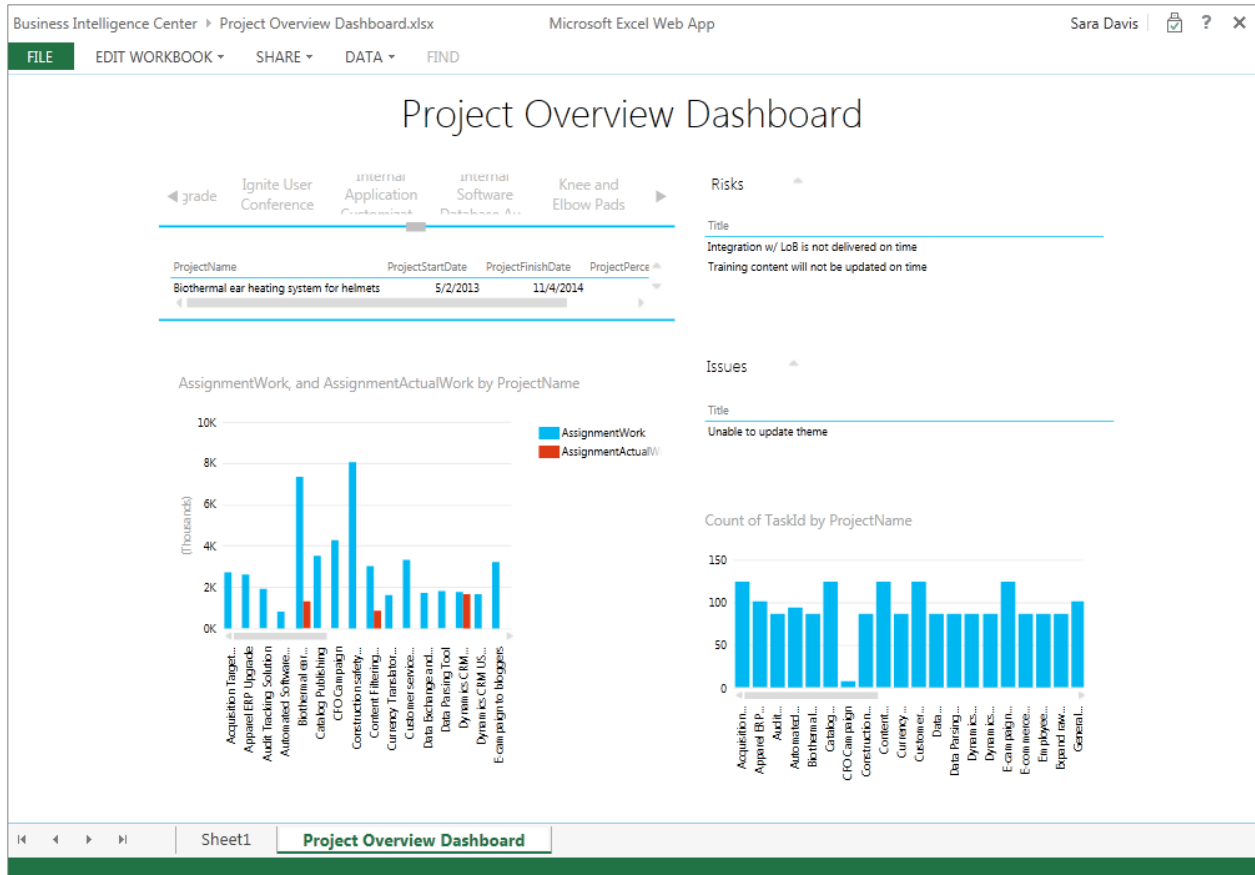 Business Intelligence Center ▸ Project Overview Dashboard.xlsx
Microsoft Excel Web App
Sara Davis
?
FILE
EDIT WORKBOOK
SHARE
DATA
FIND
Project Overview Dashboard
grade
Ignite User
Conference
Internal
Application
Customizat
Internal
Software
Database Au
Knee and
Elbow Pads
ProjectName ProjectStartDate ProjectFinishDate ProjectPerce
Biothermal ear heating system for helmets 5/2/2013 11/4/2014
Risks
Title
Integration w/ LoB is not delivered on time
Training content will not be updated on time
Issues
Title
Unable to update theme
AssignmentWork, and AssignmentActualWork by ProjectName
AssignmentWork
AssignmentActualW
(Thousands)
10K
8K
6K
4K
2K
0K
Acquisition Target...
Apparel ERP Upgrade
Audit Tracking Solution
Automated Software...
Biothermal ear...
Catalog Publishing
CFO Campaign
Construction safety...
Content Filtering...
Currency Translator...
Customer service...
Data Exchange and...
Data Parsing Tool
Dynamics CRM...
Dynamics CRM US...
E-campaign to bloggers
Count of TaskId by ProjectName
150
100
50
0
Acquisition...
Apparel ERP...
Audit...
Automated...
Biothermal...
Catalog...
CFO Campaign
Construction...
Content...
Currency...
Customer...
Data...
Data Parsing...
Dynamics...
Dynamics...
E-campaign...
E-commerce...
Employee...
Expand raw...
General...
Sheet1
Project Overview Dashboard